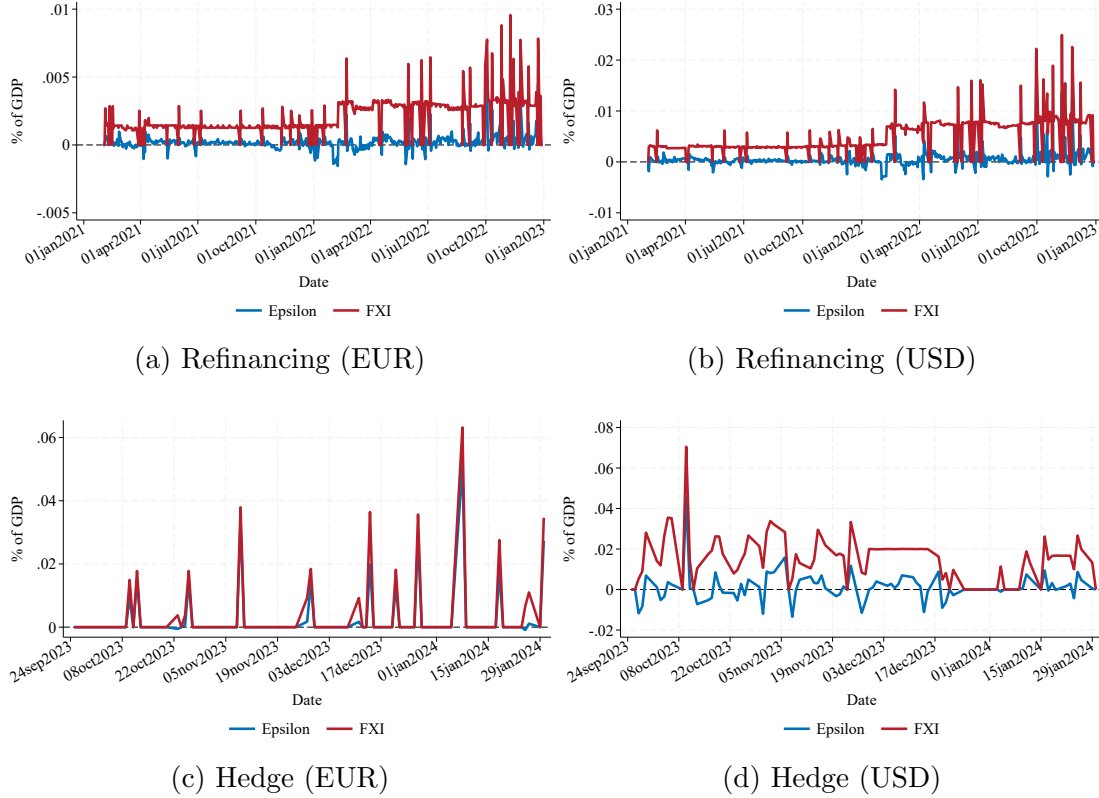 % of GDP
.01
.005
0
-.005
01jan2021
01apr2021
01jul2021
01oct2021
01jan2022
01apr2022
01jul2022
01oct2022
01jan2023
Date
Epsilon FXI
(a) Refinancing (EUR)
% of GDP
.03
.02
.01
0
-.01
01jan2021
01apr2021
01jul2021
01oct2021
01jan2022
01apr2022
01jul2022
01oct2022
01jan2023
Date
Epsilon FXI
(b) Refinancing (USD)
% of GDP
.06
.04
.02
0
24sep2023
08oct2023
22oct2023
05nov2023
19nov2023
03dec2023
17dec2023
01jan2024
15jan2024
29jan2024
Date
Epsilon FXI
(c) Hedge (EUR)
% of GDP
.08
.06
.04
.02
0
-.02
24sep2023
08oct2023
22oct2023
05nov2023
19nov2023
03dec2023
17dec2023
01jan2024
15jan2024
29jan2024
Date
Epsilon FXI
(d) Hedge (USD)